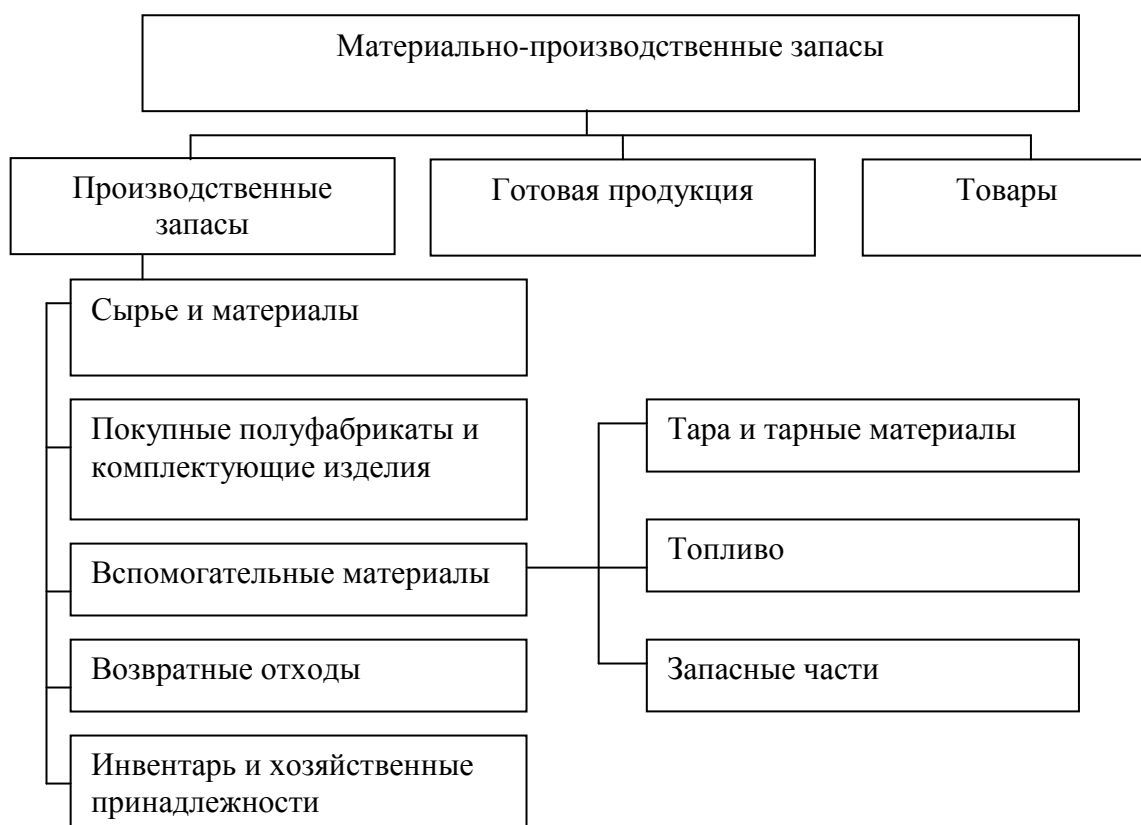 Материально-производственные запасы
Производственные
запасы
Готовая продукция
Товары
Сырье и материалы
Покупные полуфабрикаты и
комплектующие изделия
Вспомогательные материалы
Возвратные отходы
Инвентарь и хозяйственные
принадлежности
Тара и тарные материалы
Топливо
Запасные части